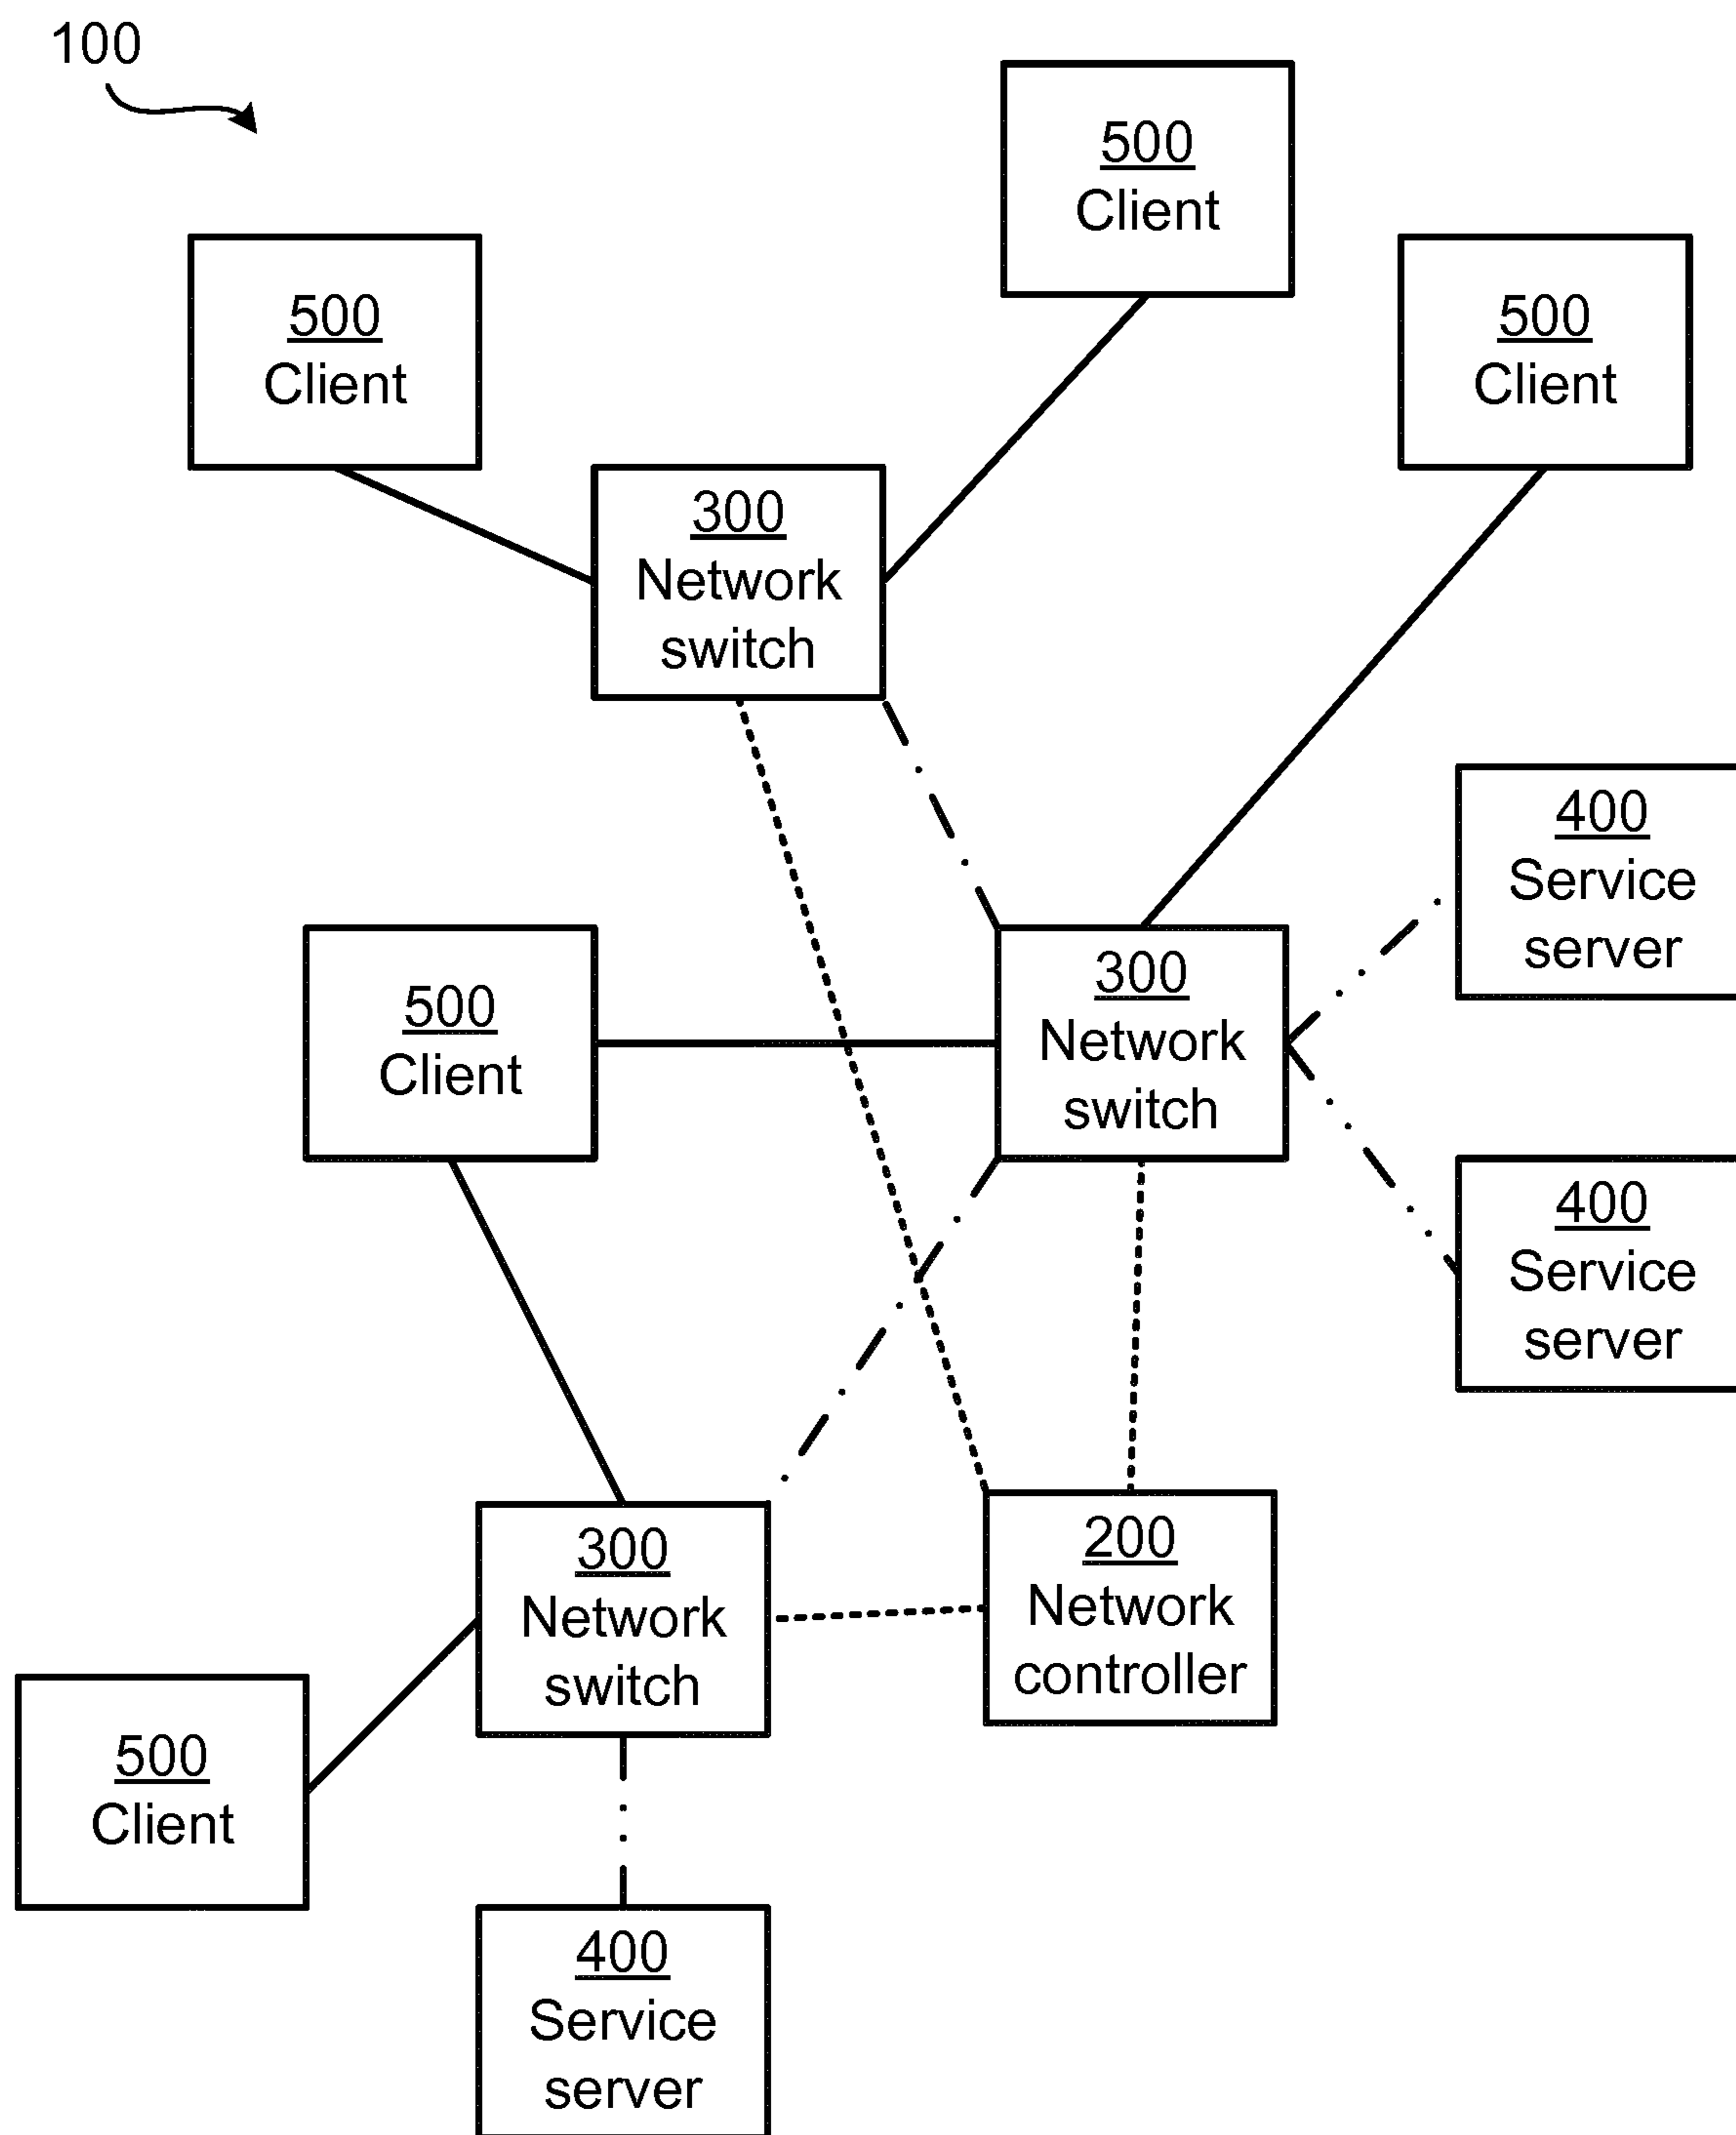 100
500
Client
500
Client
500
Client
300
Network
switch
400
Service
server
300
Network
switch
500
Client
400
Service
server
300
Network
switch
200
Network
controller
500
Client
400
Service
server